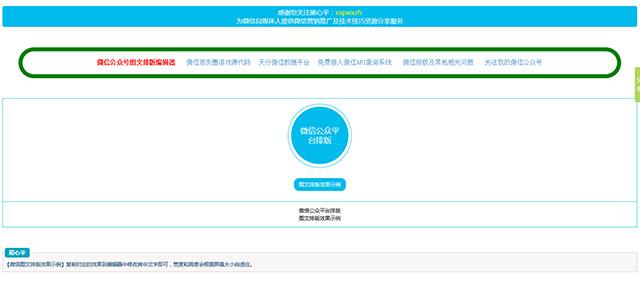 感谢您关注熊心平：xxpwxzh
为微信自媒体人提供微信营销推广及技术技巧资源分享服务
微信公众号图文排版编辑器 微信朋友圈游戏源代码 天行微信数据平台 免费接入微信API查询系统 微信排版及其他相关问题 关注我的微信公众号
微信公众平
台排版
图文排版效果示例
微信公众平台排版
图文排版效果示例
熊心平
【微信图文排版效果示例】复制对应的效果到编辑器中修改其中文字即可，宽度和高度会根据屏幕大小自适应。